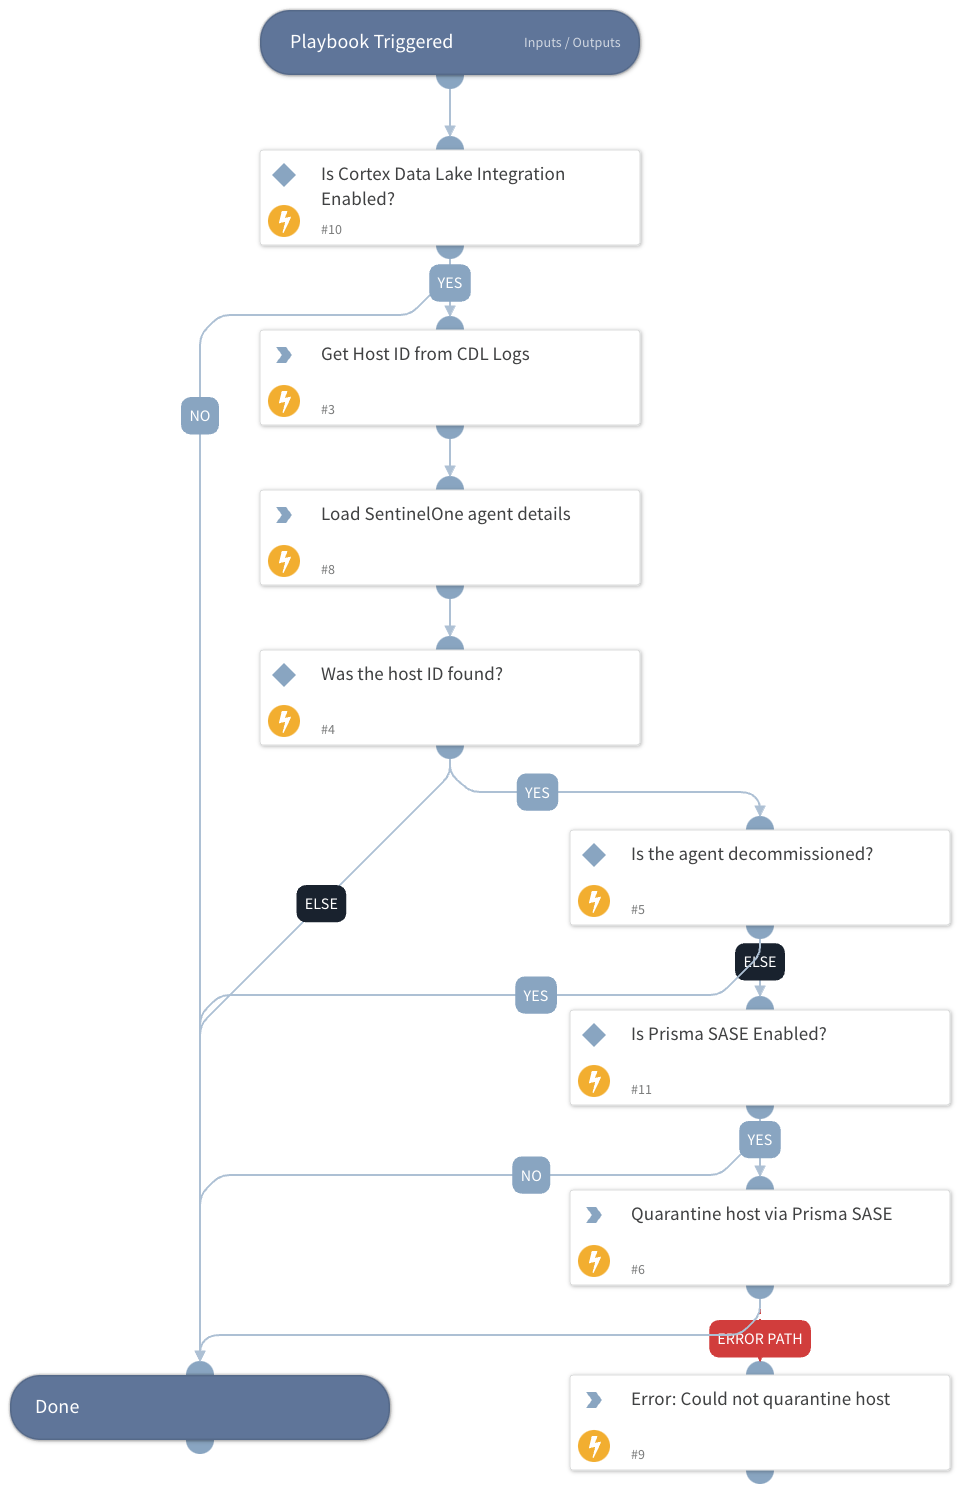 Playbook Triggered
Inputs / Outputs
Is Cortex Data Lake Integration
Enabled?
#10
YES
Get Host ID from CDL Logs
#3
NO
Load SentinelOne agent details
#8
Was the host ID found?
#4
YES
Is the agent decommissioned?
#5
ELSE
ELSE
YES
Is Prisma SASE Enabled?
#11
YES
NO
Quarantine host via Prisma SASE
#6
ERROR PATH
Done
Error: Could not quarantine host
#9